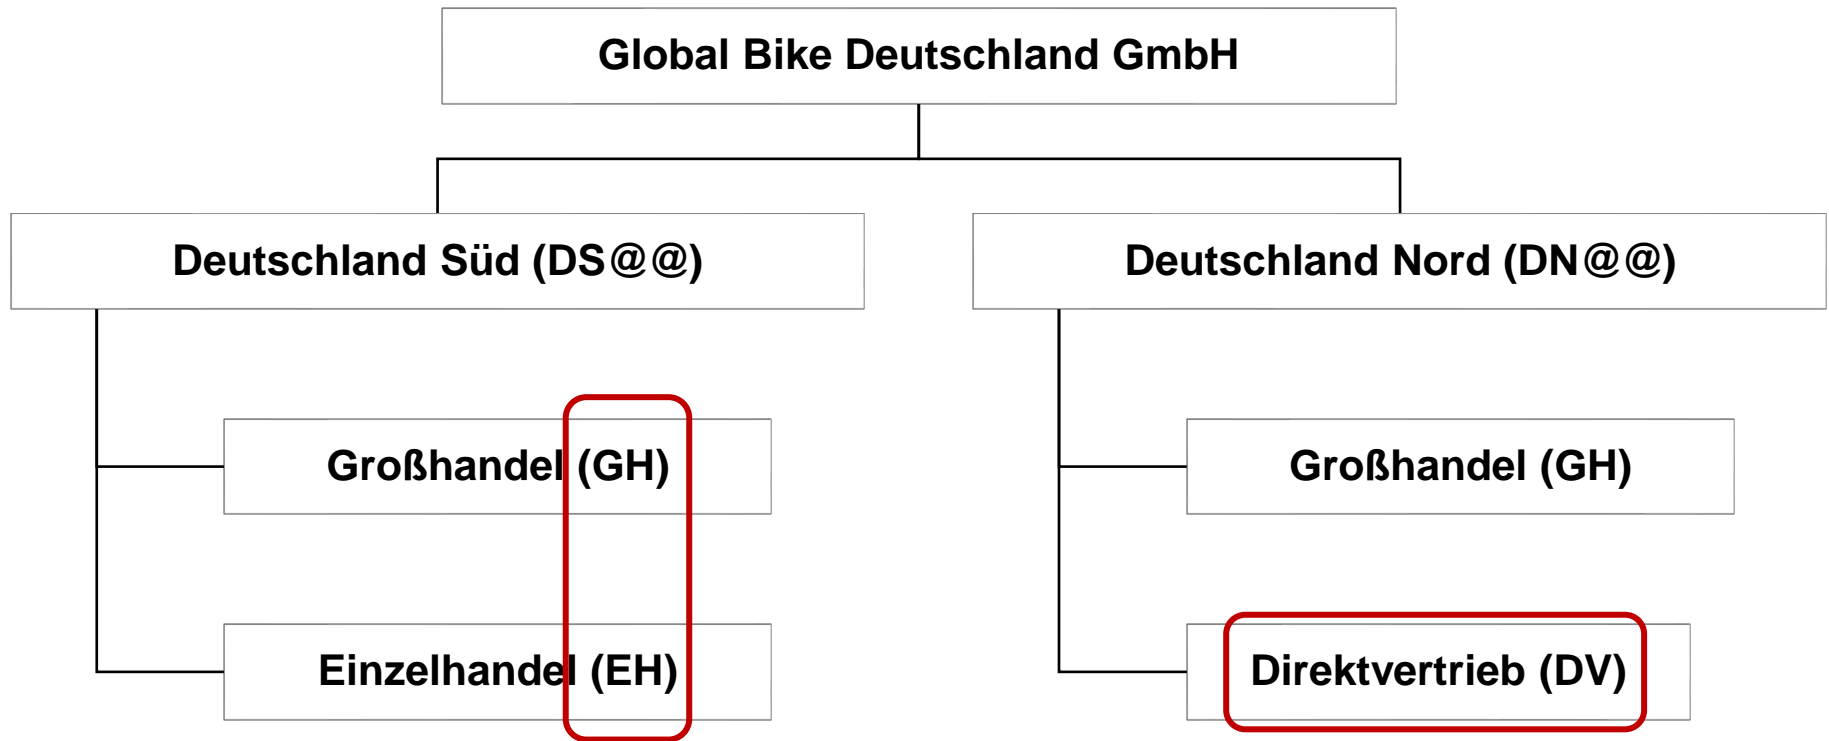 Global Bike Deutschland GmbH
Deutschland Süd (DS@@)
Deutschland Nord (DN@@)
Großhandel (GH)
Großhandel (GH)
Einzelhandel (EH)
Direktvertrieb (DV)